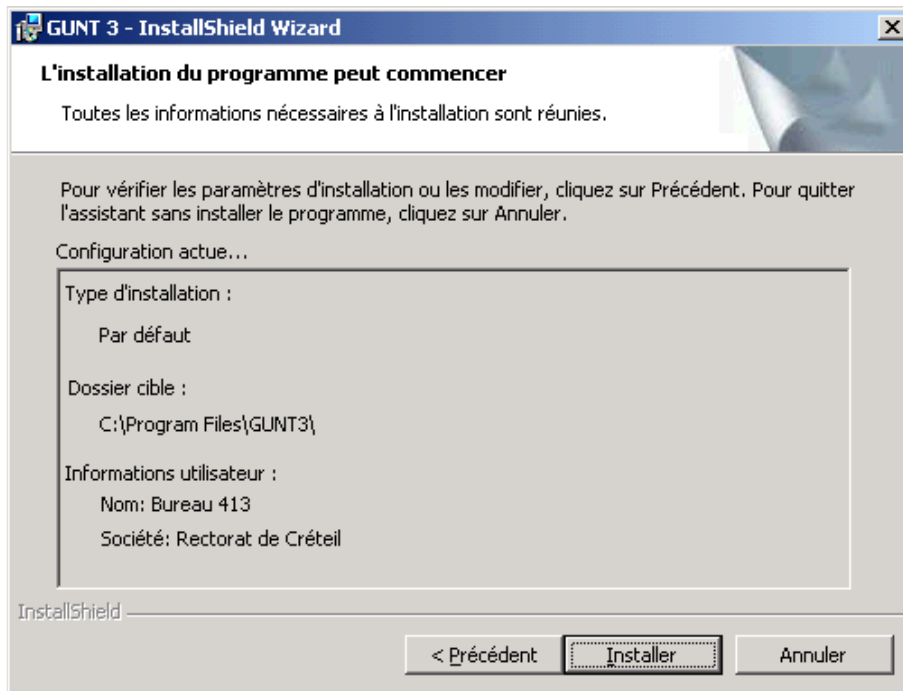 GUNT 3 - InstallShield Wizard
L'installation du programme peut commencer
Toutes les informations nécessaires à l'installation sont réunies.
Pour vérifier les paramètres d'installation ou les modifier, cliquez sur Précédent. Pour quitter
l'assistant sans installer le programme, cliquez sur Annuler.
Configuration actue...
Type d'installation :
Par défaut
Dossier cible :
C:\Program Files\GUNT3\
Informations utilisateur :
Nom: Bureau 413
Société: Rectorat de Créteil
InstallShield
< Précédent Installer Annuler